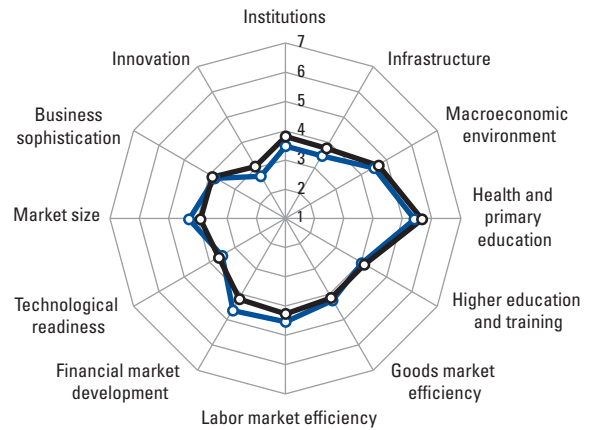 Institutions
7
6
5
4
3
2
1
Infrastructure
Macroeconomic
environment
Health and
primary
education
Higher education
and training
Goods market
efficiency
Labor market efficiency
Financial market
development
Technological
readiness
Market size
Business
sophistication
Innovation